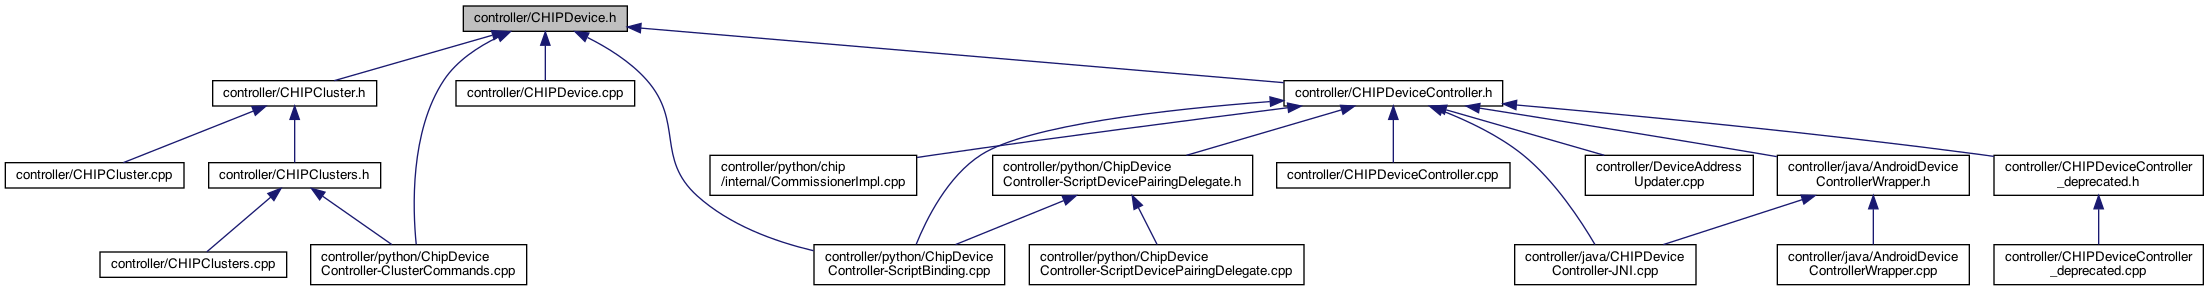 controller/CHIPDevice.h
controller/CHIPCluster.h
controller/CHIPDevice.cpp
controller/CHIPDeviceController.h
controller/CHIPCluster.cpp
controller/CHIPClusters.h
controller/python/chip
/internal/CommissionerImpl.cpp
controller/python/ChipDevice
Controller-ScriptDevicePairingDelegate.h
controller/CHIPDeviceController.cpp
controller/DeviceAddress
Updater.cpp
controller/java/AndroidDevice
ControllerWrapper.h
controller/CHIPDeviceController
_deprecated.h
controller/CHIPClusters.cpp
controller/python/ChipDevice
Controller-ClusterCommands.cpp
controller/python/ChipDevice
Controller-ScriptBinding.cpp
controller/python/ChipDevice
Controller-ScriptDevicePairingDelegate.cpp
controller/java/CHIPDevice
Controller-JNI.cpp
controller/java/AndroidDevice
ControllerWrapper.cpp
controller/CHIPDeviceController
_deprecated.cpp